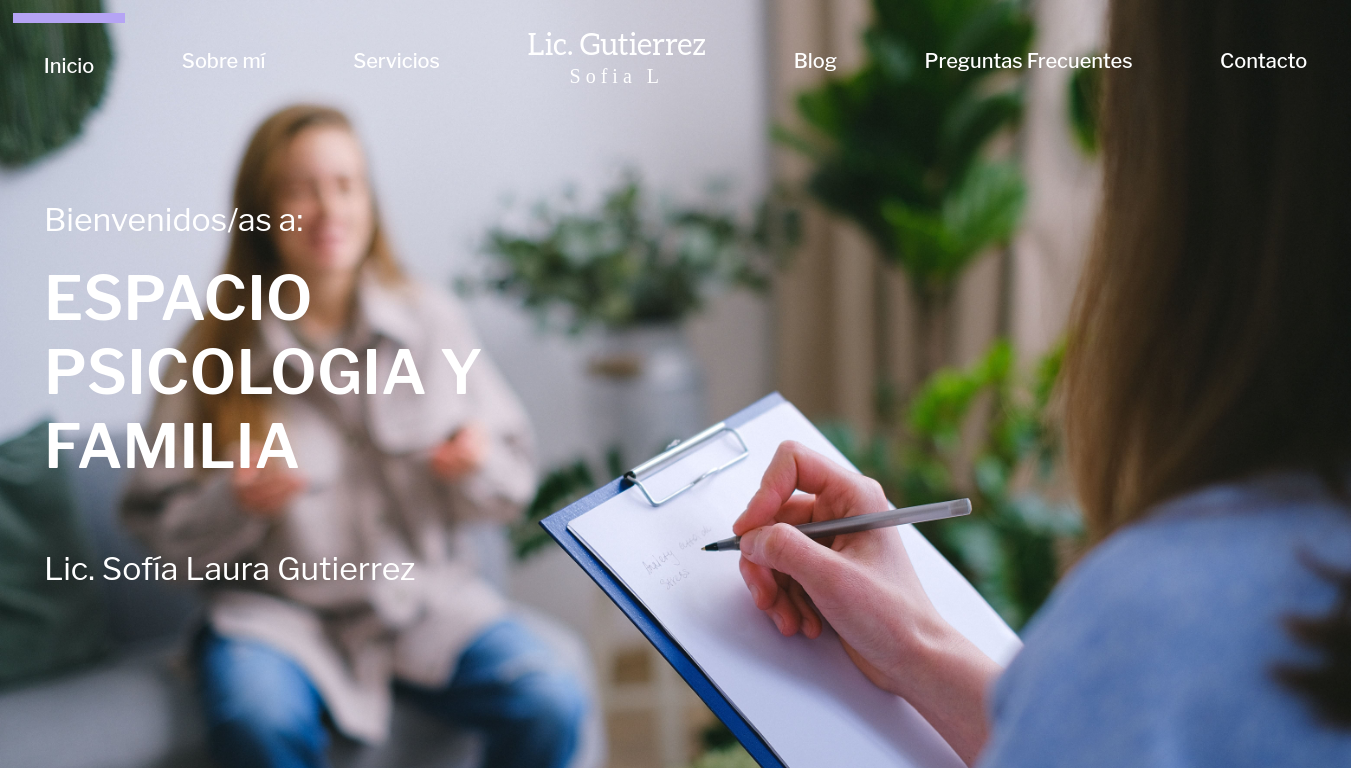 Inicio
Sobre mí
Servicios
Lic. Gutierrez
Sofia L
Blog
Preguntas Frecuentes
Contacto
Bienvenidos/as a:
ESPACIO
PSICOLOGIA Y
FAMILIA
Lic. Sofía Laura Gutierrez